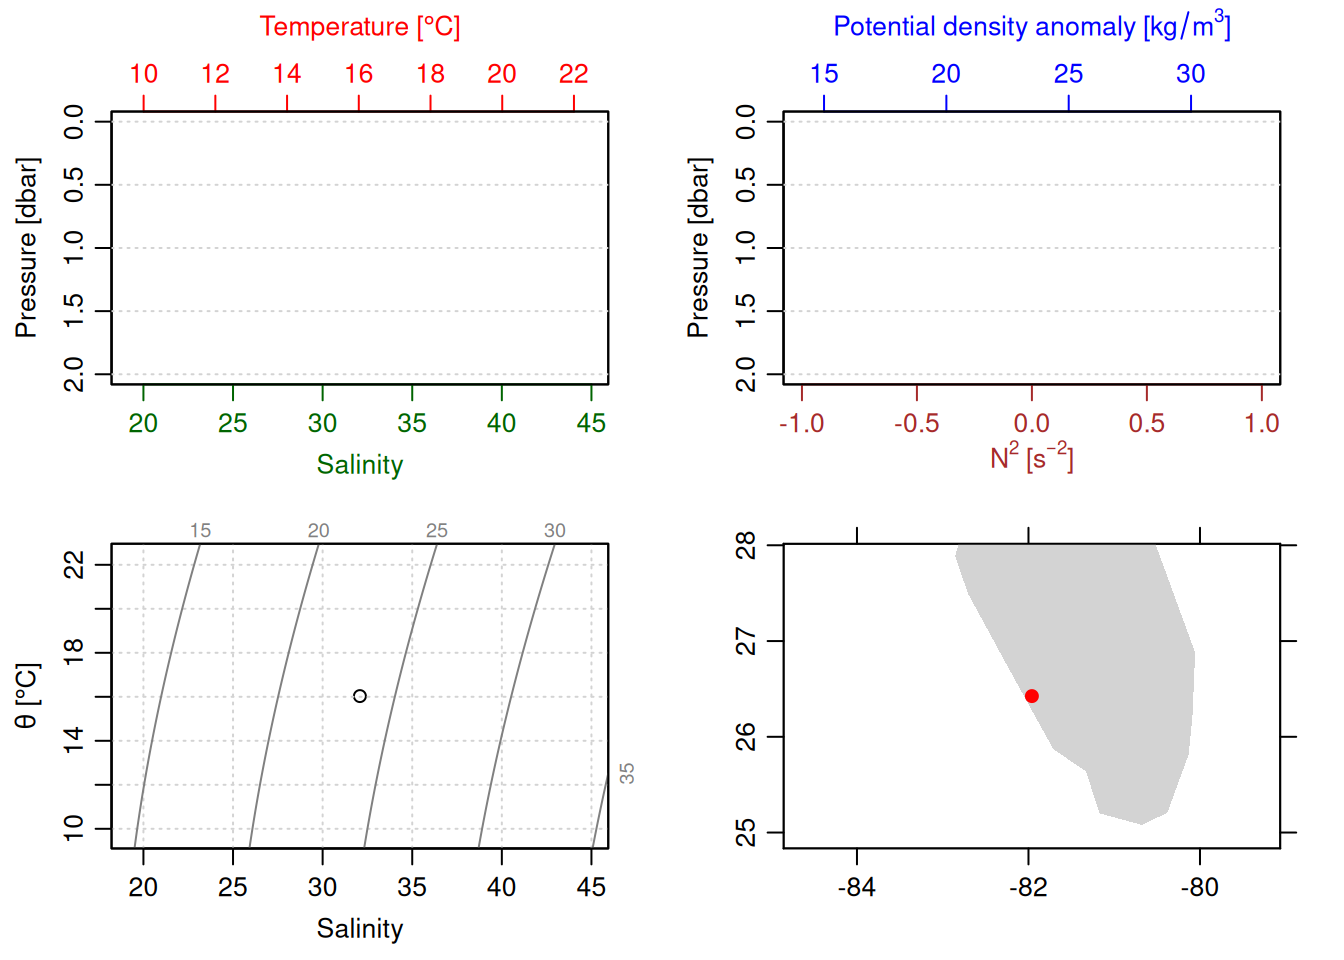 Temperature [°C]
10 12 14 16 18 20 22
Pressure [dbar]
0.0 0.5 1.0 1.5 2.0
20 25 30 35 40 45
Salinity
Potential density anomaly [kg/m³]
15 20 25 30
Pressure [dbar]
0.0 0.5 1.0 1.5 2.0
-1.0 -0.5 0.0 0.5 1.0
N² [s⁻²]
15 20 25 30
35
θ [°C]
10 14 18 22
20 25 30 35 40 45
Salinity
25 26 27 28
-84 -82 -80